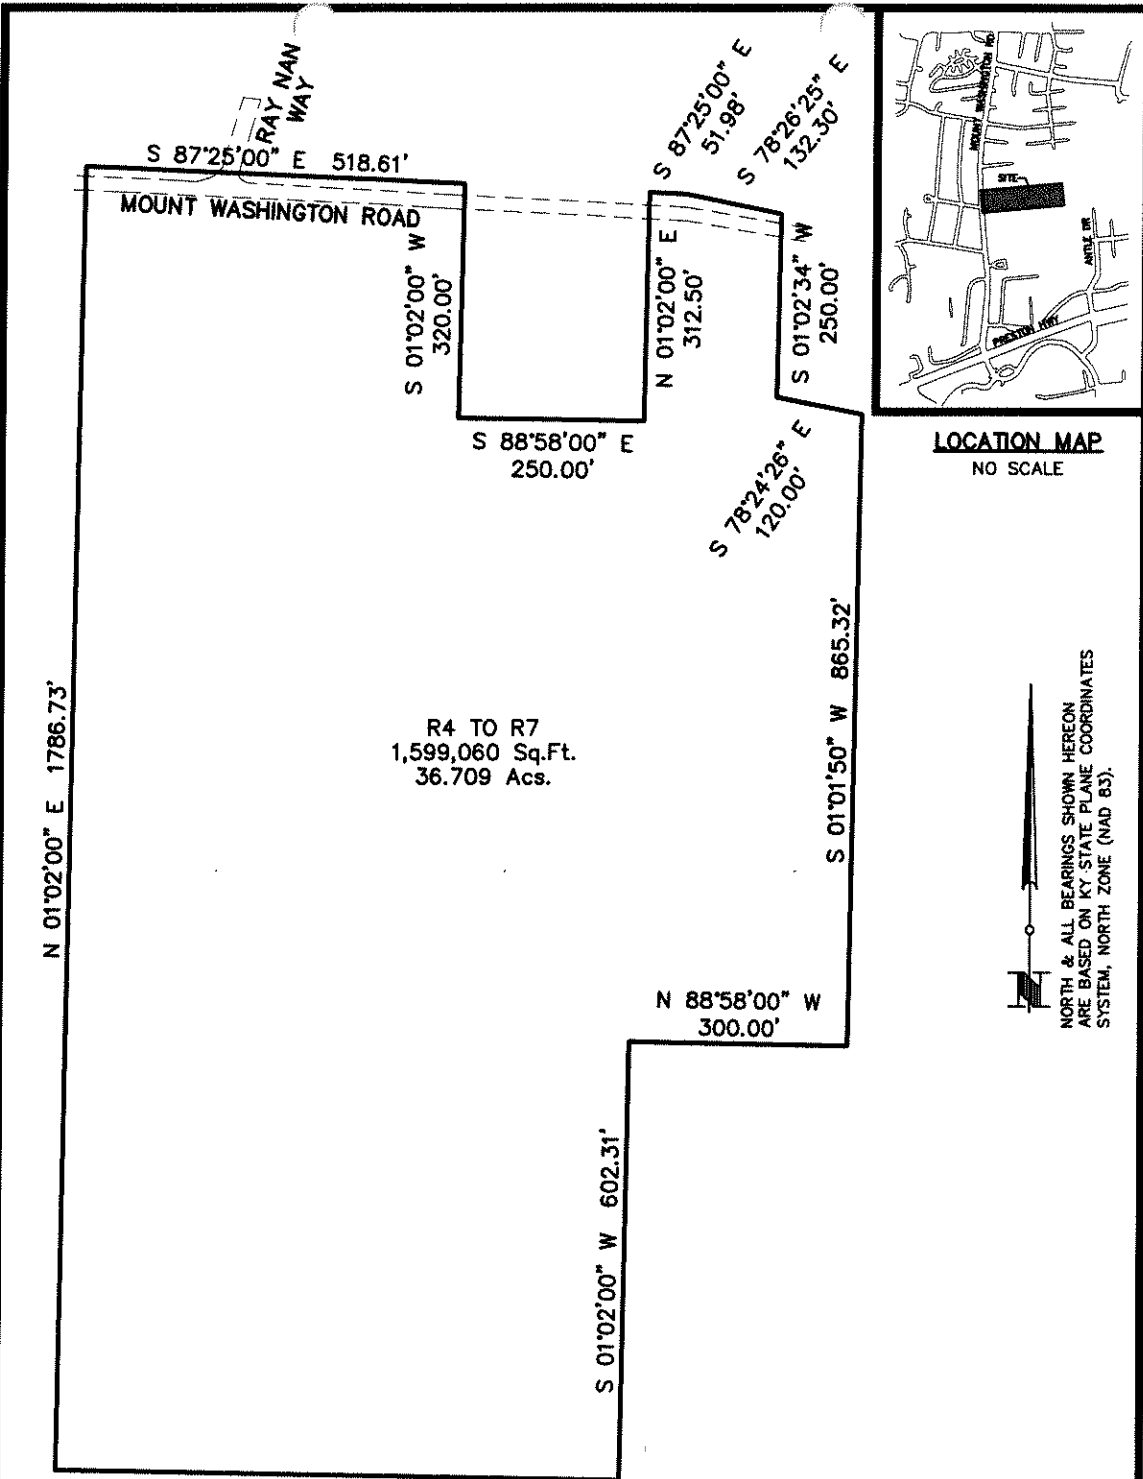 RAY NAN
WAY
S 87°25'00" E 518.61'
MOUNT WASHINGTON ROAD
S 87°25'00" E
51.98'
S 78°26'25" E
132.30'
S 01°02'00" W
320.00'
N 01°02'00" E
312.50'
S 01°02'34" W
250.00'
S 88°58'00" E
250.00'
S 78°24'26" E
120.00'
MOUNT WASHINGTON RD
SITE
ANTLE DR
PRESTON HWY
LOCATION MAP
NO SCALE
N 01°02'00" E 1786.73'
R4 TO R7
1,599,060 Sq.Ft.
36.709 Acs.
S 01°01'50" W 865.32'
N
NORTH & ALL BEARINGS SHOWN HEREON
ARE BASED ON KY STATE PLANE COORDINATES
SYSTEM, NORTH ZONE (NAD 83).
N 88°58'00" W
300.00'
S 01°02'00" W 602.31'